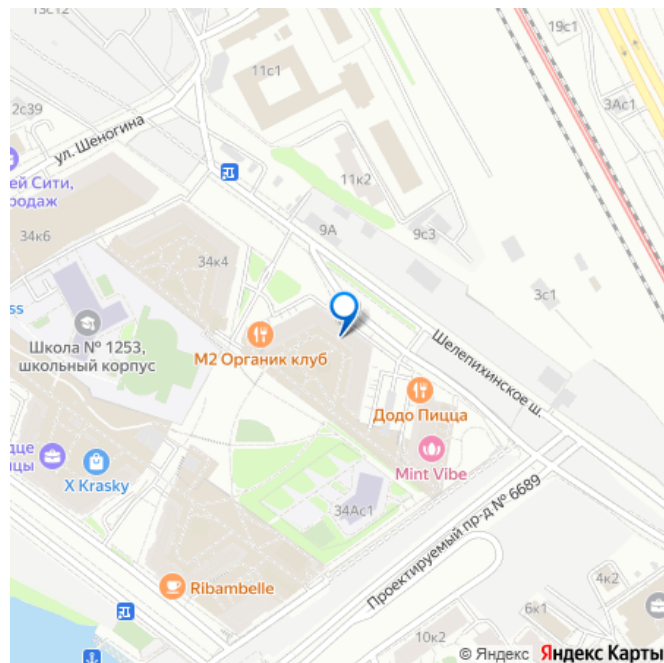 13с12
19с1
11с1
3Ас1
2с39
ул. Шеногина
ей Сити,
родаж
11к2
34к6
9А
9с3
34к4
3с1
ss
Школа № 1253,
школьный корпус
М2 Органик клуб
Шелепихинское ш.
Додо Пицца
дце
цы
X Krasky
Mint Vibe
34Ас1
Проектируемый пр-д № 6689
Ribambelle
4к2
6к1
10к2
© Яндекс Яндекс Карты